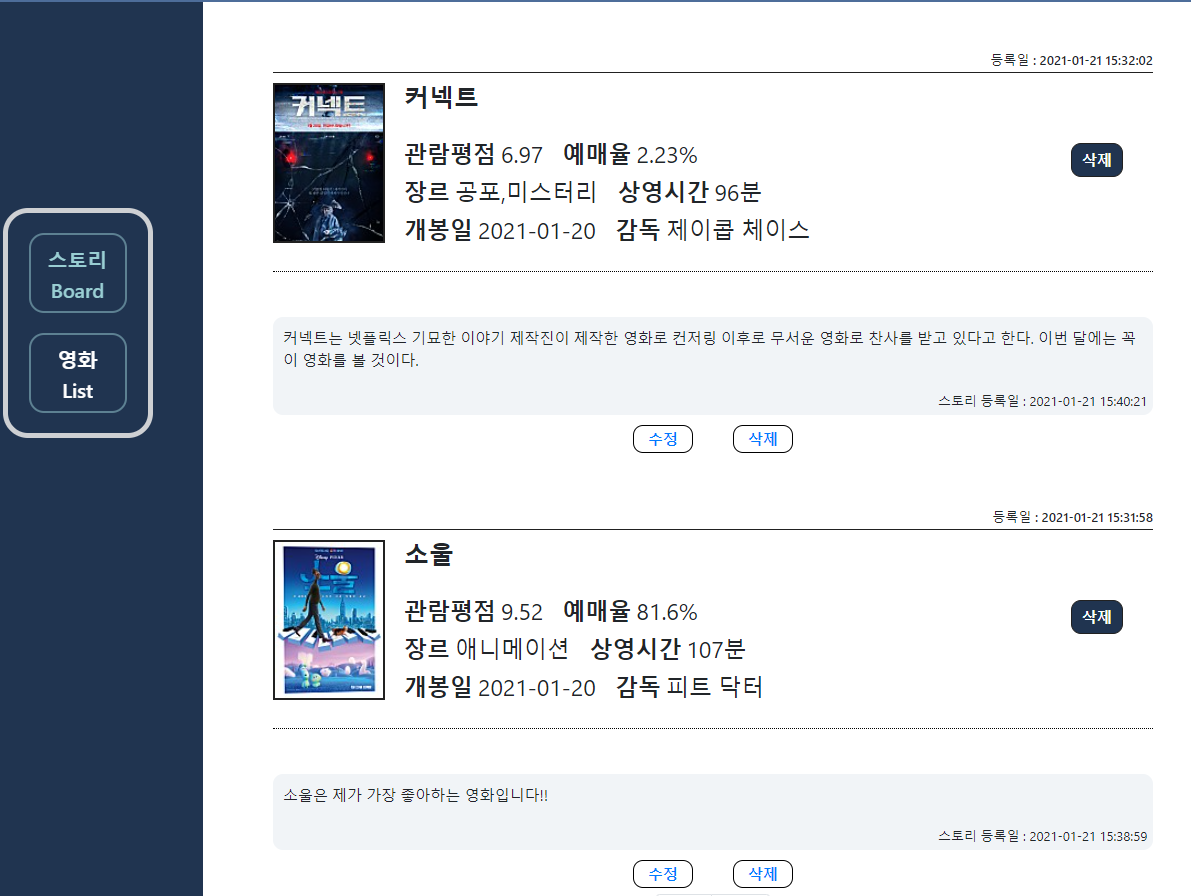 등록일 : 2021-01-21 15:32:02
커넥트
커넥트
관람평점 6.97 예매율 2.23%
삭제
장르 공포,미스터리 상영시간 96분
개봉일 2021-01-20 감독 제이콥 체이스
스토리
Board
영화
List
커넥트는 넷플릭스 기묘한 이야기 제작진이 제작한 영화로 컨저링 이후로 무서운 영화로 찬사를 받고 있다고 한다. 이번 달에는 꼭
이 영화를 볼 것이다.
스토리 등록일 : 2021-01-21 15:40:21
수정 삭제
등록일 : 2021-01-21 15:31:58
소울
Disney PIXAR
소울
관람평점 9.52 예매율 81.6%
삭제
장르 애니메이션 상영시간 107분
개봉일 2021-01-20 감독 피트 닥터
소울은 제가 가장 좋아하는 영화입니다!!
스토리 등록일 : 2021-01-21 15:38:59
수정 삭제